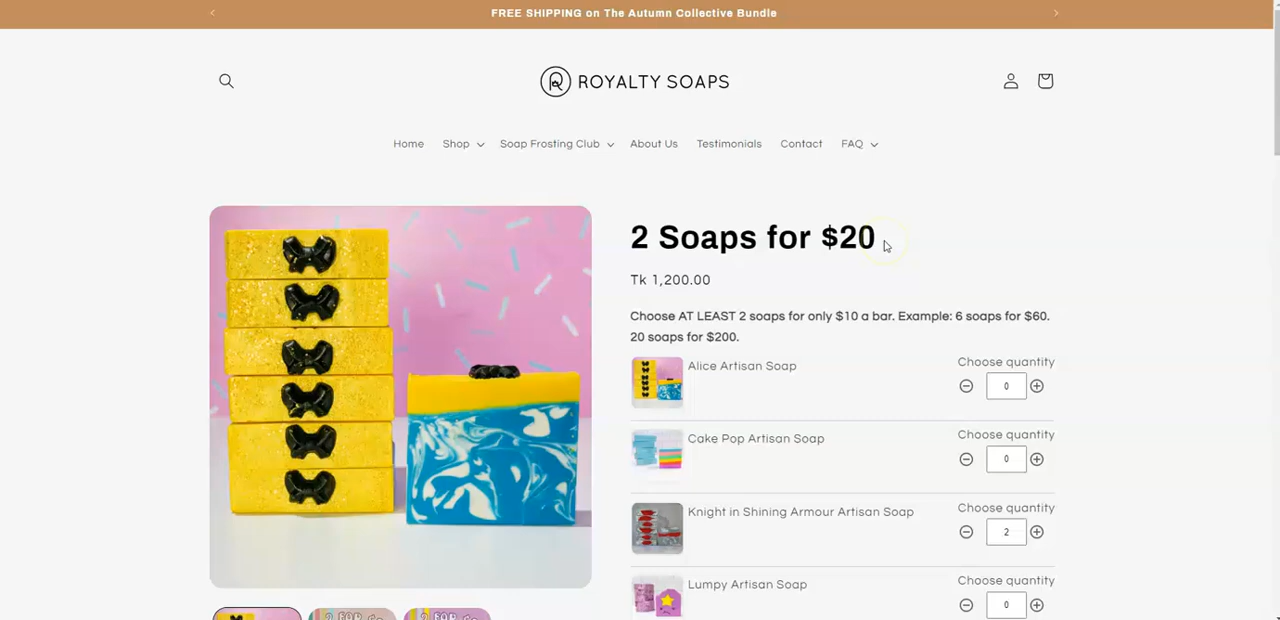 FREE SHIPPING on The Autumn Collective Bundle
ROYALTY SOAPS
Home Shop Soap Frosting Club About Us Testimonials Contact FAQ
2 Soaps for $20
Tk 1,200.00
Choose AT LEAST 2 soaps for only $10 a bar. Example: 6 soaps for $60.
20 soaps for $200.
Alice Artisan Soap
Choose quantity
0
Cake Pop Artisan Soap
Choose quantity
0
Knight in Shining Armour Artisan Soap
Choose quantity
2
Lumpy Artisan Soap
Choose quantity
0